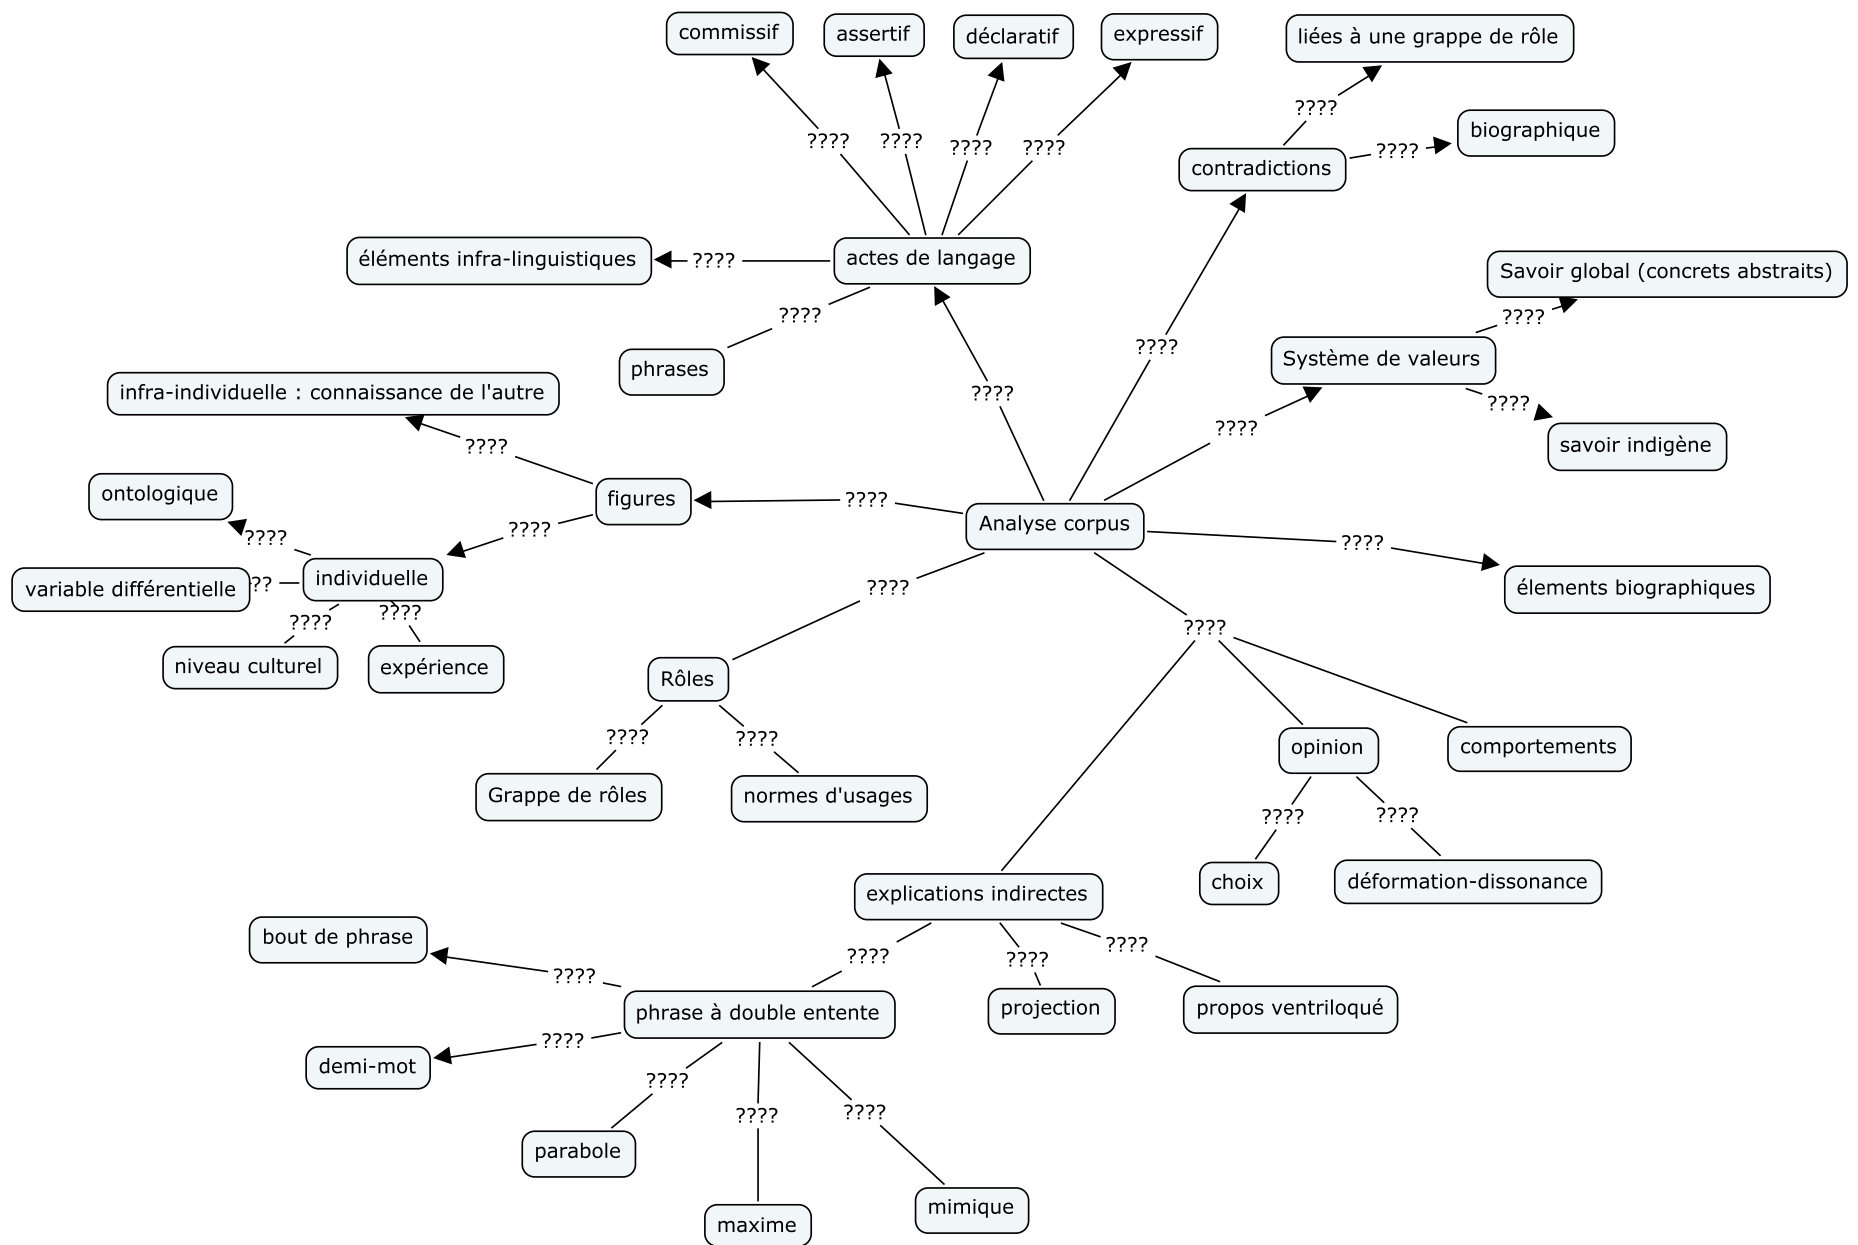 commissif
assertif
déclaratif
expressif
liées à une grappe de rôle
????
biographique
????
????
????
????
????
contradictions
actes de langage
éléments infra-linguistiques
????
Savoir global (concrets abstraits)
????
????
????
Système de valeurs
phrases
infra-individuelle : connaissance de l'autre
????
????
????
????
savoir indigène
ontologique
figures
????
Analyse corpus
????
????
????
individuelle
variable différentielle
??
????
élements biographiques
????
????
????
niveau culturel
expérience
Rôles
????
????
opinion
comportements
Grappe de rôles
normes d'usages
????
????
choix
déformation-dissonance
explications indirectes
bout de phrase
????
????
????
????
phrase à double entente
projection
propos ventriloqué
????
demi-mot
????
????
????
parabole
maxime
mimique